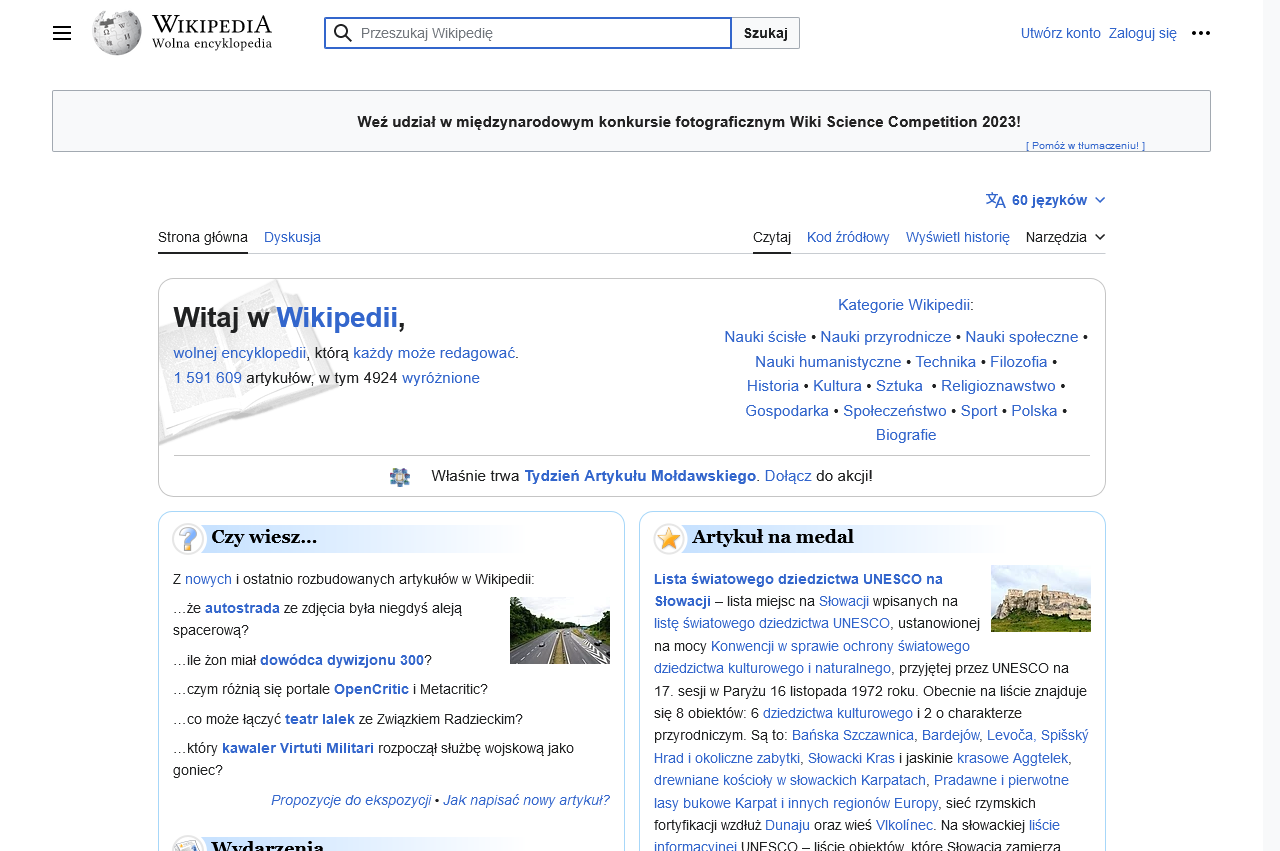 WIKIPEDIA
Wolna encyklopedia
Przeszukaj Wikipedię
Szukaj
Utwórz konto Zaloguj się
Weź udział w międzynarodowym konkursie fotograficznym Wiki Science Competition 2023!
[ Pomóż w tłumaczeniu! ]
60 języków
Strona główna Dyskusja
Czytaj Kod źródłowy Wyświetl historię Narzędzia
Witaj w Wikipedii,
wolnej encyklopedii, którą każdy może redagować.
1 591 609 artykułów, w tym 4924 wyróżnione
Kategorie Wikipedii:
Nauki ścisłe • Nauki przyrodnicze • Nauki społeczne •
Nauki humanistyczne • Technika • Filozofia •
Historia • Kultura • Sztuka • Religioznawstwo •
Gospodarka • Społeczeństwo • Sport • Polska •
Biografie
Właśnie trwa Tydzień Artykułu Mołdawskiego. Dołącz do akcji!
Czy wiesz...
Z nowych i ostatnio rozbudowanych artykułów w Wikipedii:
…że autostrada ze zdjęcia była niegdyś aleją
spacerową?
…ile żon miał dowódca dywizjonu 300?
…czym różnią się portale OpenCritic i Metacritic?
…co może łączyć teatr lalek ze Związkiem Radzieckim?
…który kawaler Virtuti Militari rozpoczął służbę wojskową jako
goniec?
Propozycje do ekspozycji • Jak napisać nowy artykuł?
Wydarzenia
Artykuł na medal
Lista światowego dziedzictwa UNESCO na
Słowacji – lista miejsc na Słowacji wpisanych na
listę światowego dziedzictwa UNESCO, ustanowionej
na mocy Konwencji w sprawie ochrony światowego
dziedzictwa kulturowego i naturalnego, przyjętej przez UNESCO na
17. sesji w Paryżu 16 listopada 1972 roku. Obecnie na liście znajduje
się 8 obiektów: 6 dziedzictwa kulturowego i 2 o charakterze
przyrodniczym. Są to: Bańska Szczawnica, Bardejów, Levoča, Spišský
Hrad i okoliczne zabytki, Słowacki Kras i jaskinie krasowe Aggtelek,
drewniane kościoły w słowackich Karpatach, Pradawne i pierwotne
lasy bukowe Karpat i innych regionów Europy, sieć rzymskich
fortyfikacji wzdłuż Dunaju oraz wieś Vlkolínec. Na słowackiej liście
informacyjnej UNESCO – liście obiektów, które Słowacja zamierza